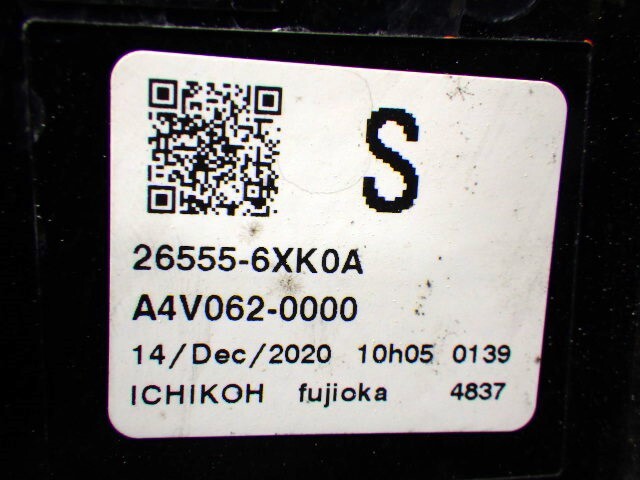 S
26555-6XK0A
A4V062-0000
14/Dec/2020 10h05 0139
ICHIKOH fujioka 4837